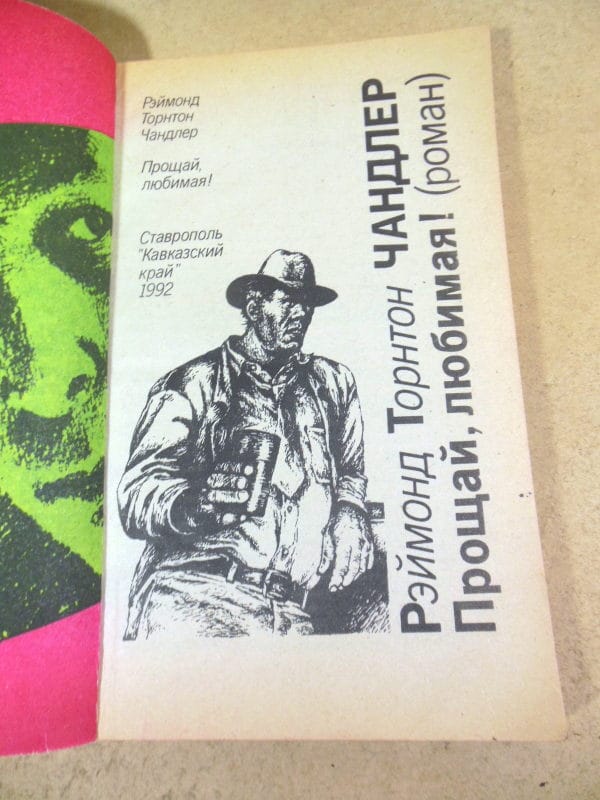 Рэймонд
Торнтон
Чандлер
Прощай,
любимая!
Ставрополь
"Кавказский
край"
1992
Рэймонд Торнтон ЧАНДЛЕР
Прощай, любимая! (роман)